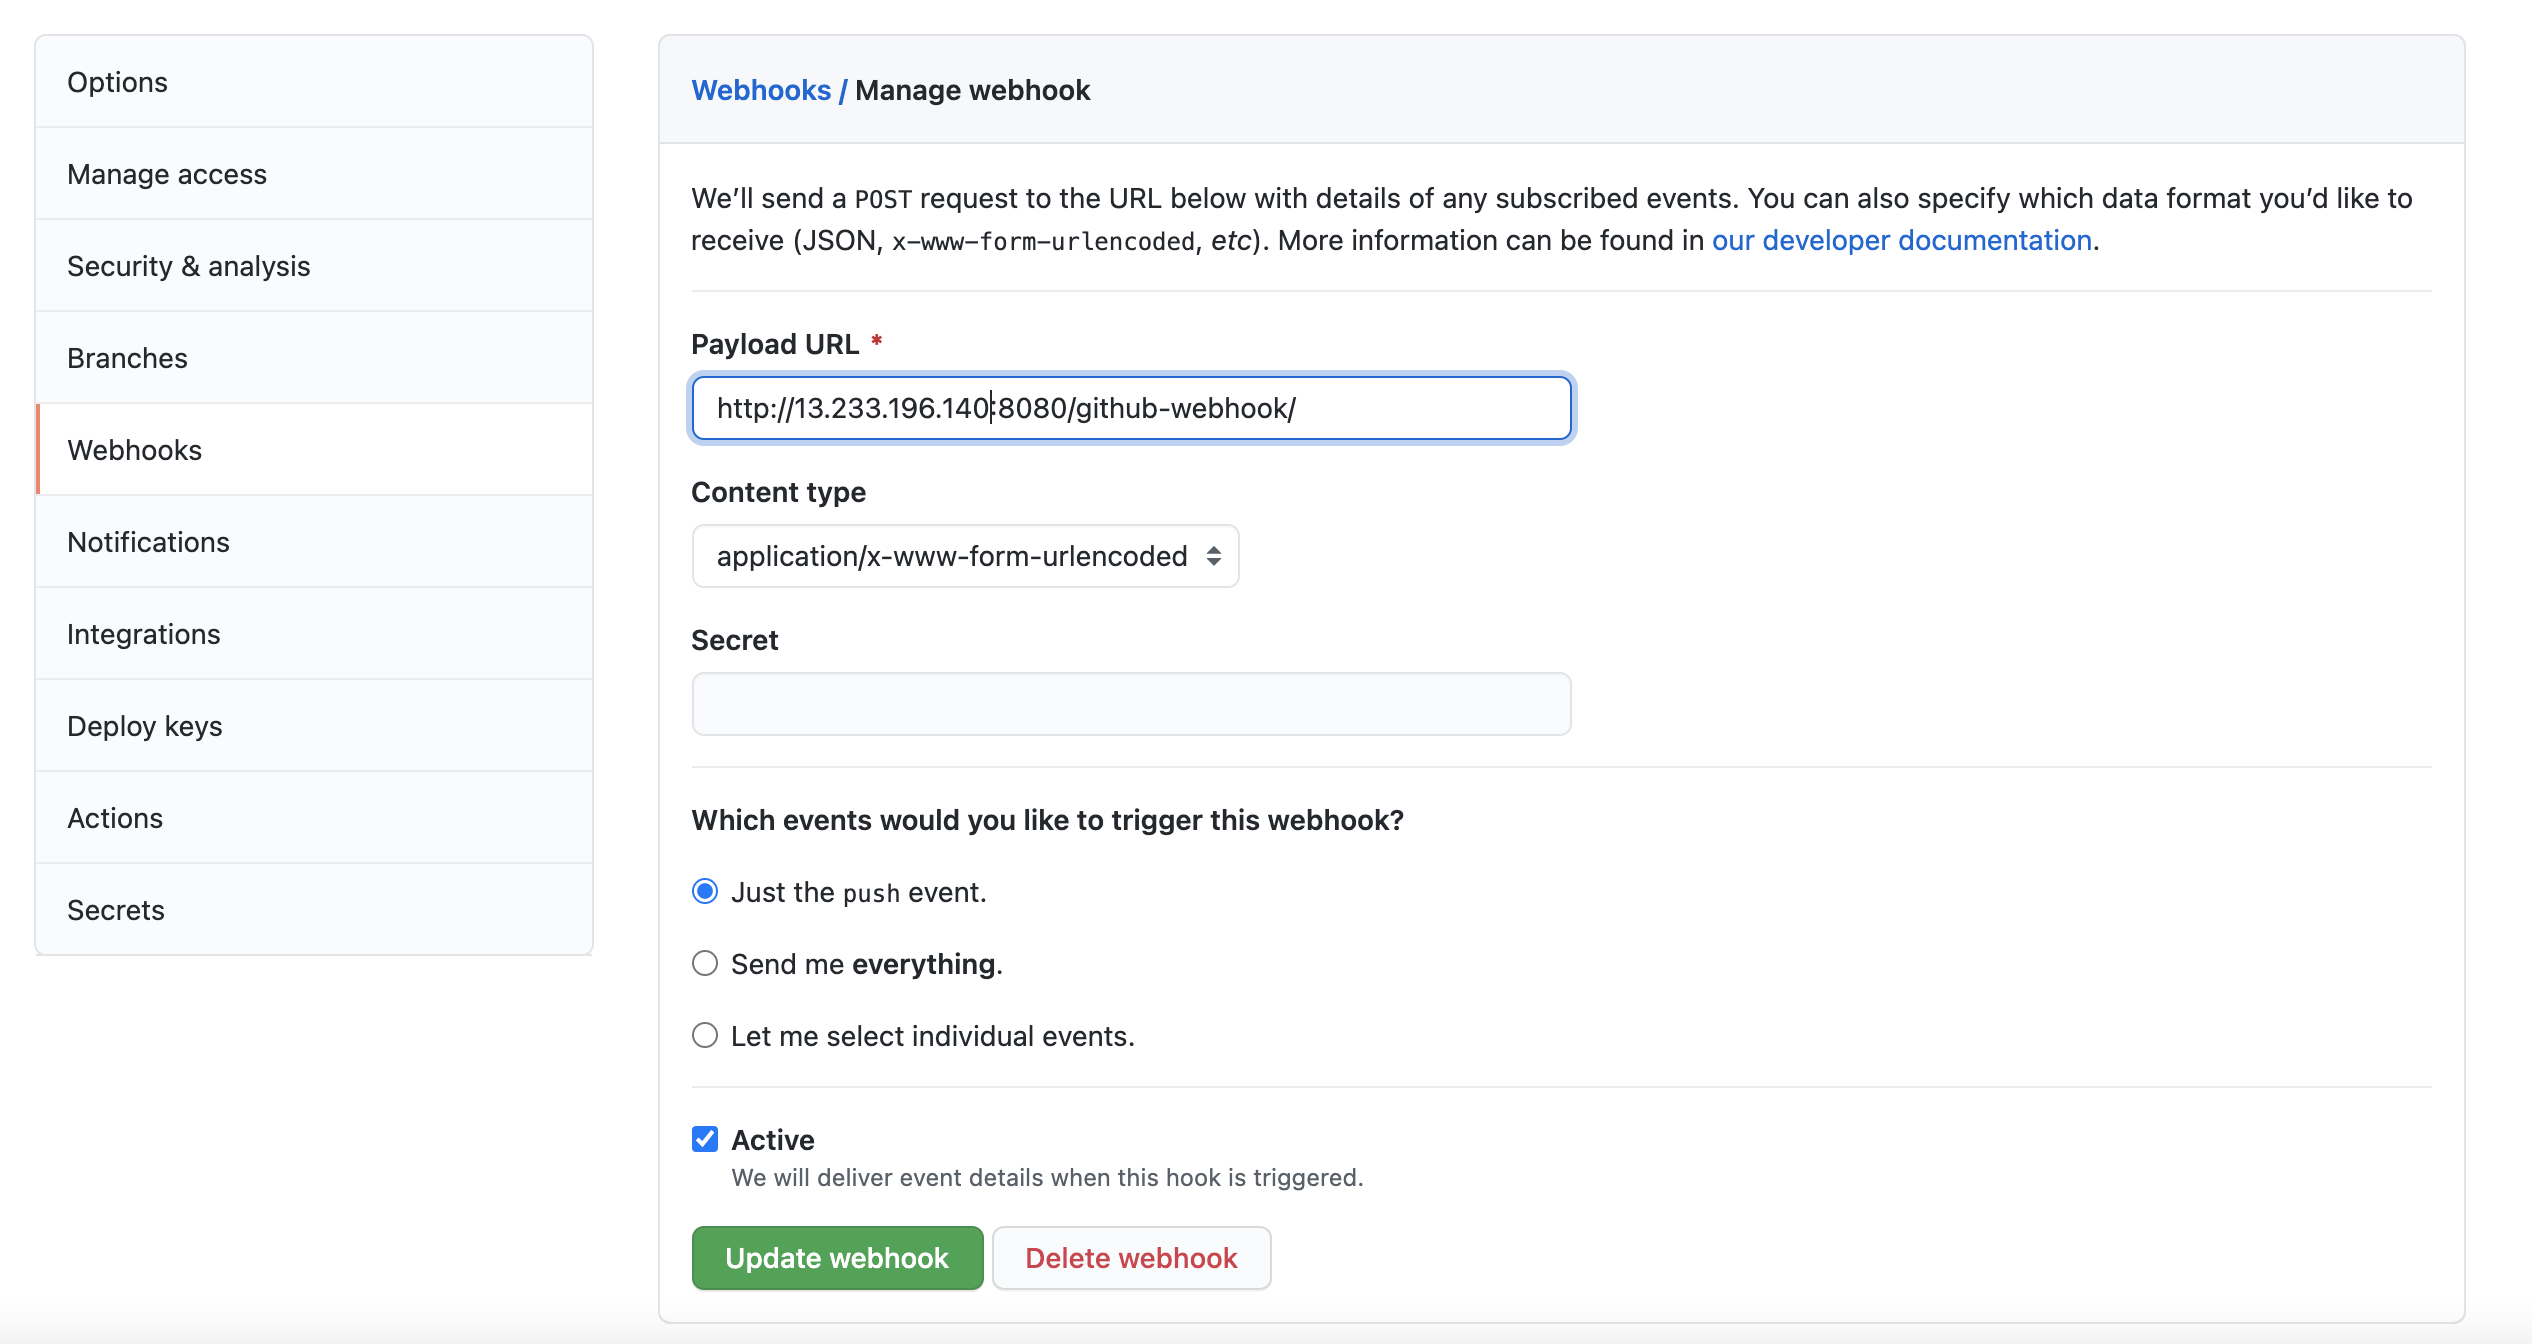 Options
Manage access
Security & analysis
Branches
Webhooks
Notifications
Integrations
Deploy keys
Actions
Secrets
Webhooks / Manage webhook
We’ll send a POST request to the URL below with details of any subscribed events. You can also specify which data format you’d like to
receive (JSON, x-www-form-urlencoded, etc). More information can be found in our developer documentation.
Payload URL *
http://13.233.196.140:8080/github-webhook/
Content type
application/x-www-form-urlencoded
Secret
Which events would you like to trigger this webhook?
Just the push event.
Send me everything.
Let me select individual events.
Active
We will deliver event details when this hook is triggered.
Update webhook
Delete webhook